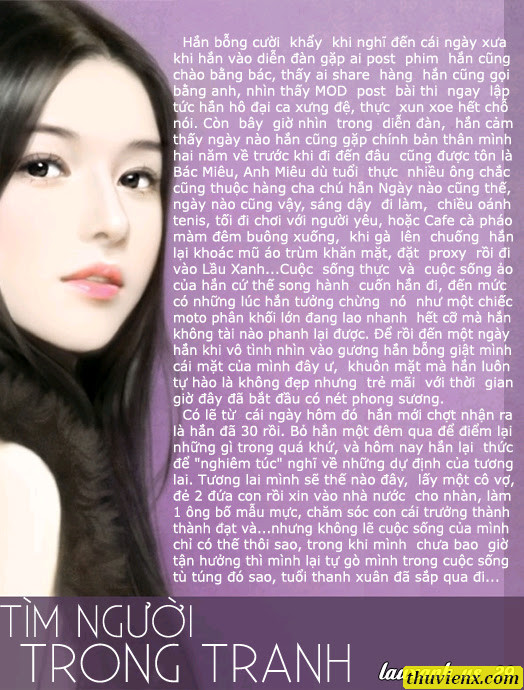 Hắn bỗng cười khẩy khi nghĩ đến cái ngày xưa
khi hắn vào diễn đàn gặp ai post phim hắn cũng
chào bằng bác, thấy ai share hàng hắn cũng gọi
bằng anh, nhìn thấy MOD post bài thì ngay lập
tức hắn hô đại ca xưng đệ, thực xun xoe hết chỗ
nói. Còn bây giờ nhìn trong diễn đàn, hắn cảm
thấy ngày nào hắn cũng gặp chính bản thân mình
hai năm về trước khi đi đến đâu cũng được tôn là
Bác Miêu, Anh Miêu dù tuổi thực nhiều ông chắc
cũng thuộc hàng cha chú hắn Ngày nào cũng thế,
ngày nào cũng vậy, sáng dậy đi làm, chiều oánh
tenis, tối đi chơi với người yêu, hoặc Cafe cà pháo
màm đêm buông xuống, khi gà lên chuồng hắn
lại khoác mũ áo trùm khăn mặt, đặt proxy rồi đi
vào Lầu Xanh...Cuộc sống thực và cuộc sống ảo
của hắn cứ thế song hành cuốn hắn đi, đến mức
có những lúc hắn tưởng chừng nó như một chiếc
moto phân khối lớn đang lao nhanh hết cỡ mà hắn
không tài nào phanh lại được. Để rồi đến một ngày
hắn khi vô tình nhìn vào gương hắn bỗng giật mình
cái mặt của mình đây ư, khuôn mặt mà hắn luôn
tự hào là không đẹp nhưng trẻ mãi với thời gian
giờ đây đã bắt đầu có nét phong sương.
Có lẽ từ cái ngày hôm đó hắn mới chợt nhận ra
là hắn đã 30 rồi. Bỏ hắn một đêm qua để điểm lại
những gì trong quá khứ, và hôm nay hắn lại thức
để "nghiêm túc" nghĩ về những dự định của tương
lai. Tương lai mình sẽ thế nào đây, lấy một cô vợ,
đẻ 2 đứa con rồi xin vào nhà nước cho nhàn, làm
1 ông bố mẫu mực, chăm sóc con cái trưởng thành
thành đạt và...nhưng không lẽ cuộc sống của mình
chỉ có thế thôi sao, trong khi mình chưa bao giờ
tận hưởng thì mình lại tự gò mình trong cuộc sống
tù túng đó sao, tuổi thanh xuân đã sắp qua đi...
TÌM NGƯỜI
TRONG TRANH
thuvienx.com